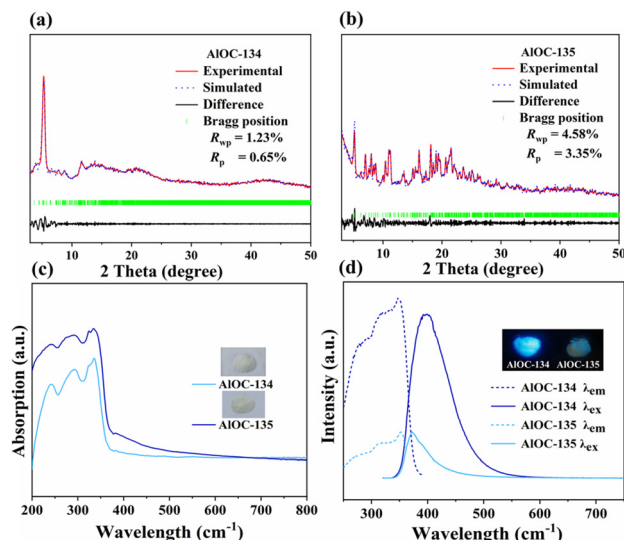 (a)
AlOC-134
Experimental
Simulated
Difference
Bragg position
Rwp = 1.23%
Rp = 0.65%
10 20 30 40 50
2 Theta (degree)
(b)
AlOC-135
Experimental
Simulated
Difference
Bragg position
Rwp = 4.58%
Rp = 3.35%
10 20 30 40 50
2 Theta (degree)
(c)
Absorption (a.u.)
AlOC-134
AlOC-135
200 300 400 500 600 700 800
Wavelength (cm-1)
(d)
Intensity (a.u.)
AlOC-134 AlOC-135
AlOC-134 λem
AlOC-134 λex
AlOC-135 λem
AlOC-135 λex
300 400 500 600 700
Wavelength (cm-1)